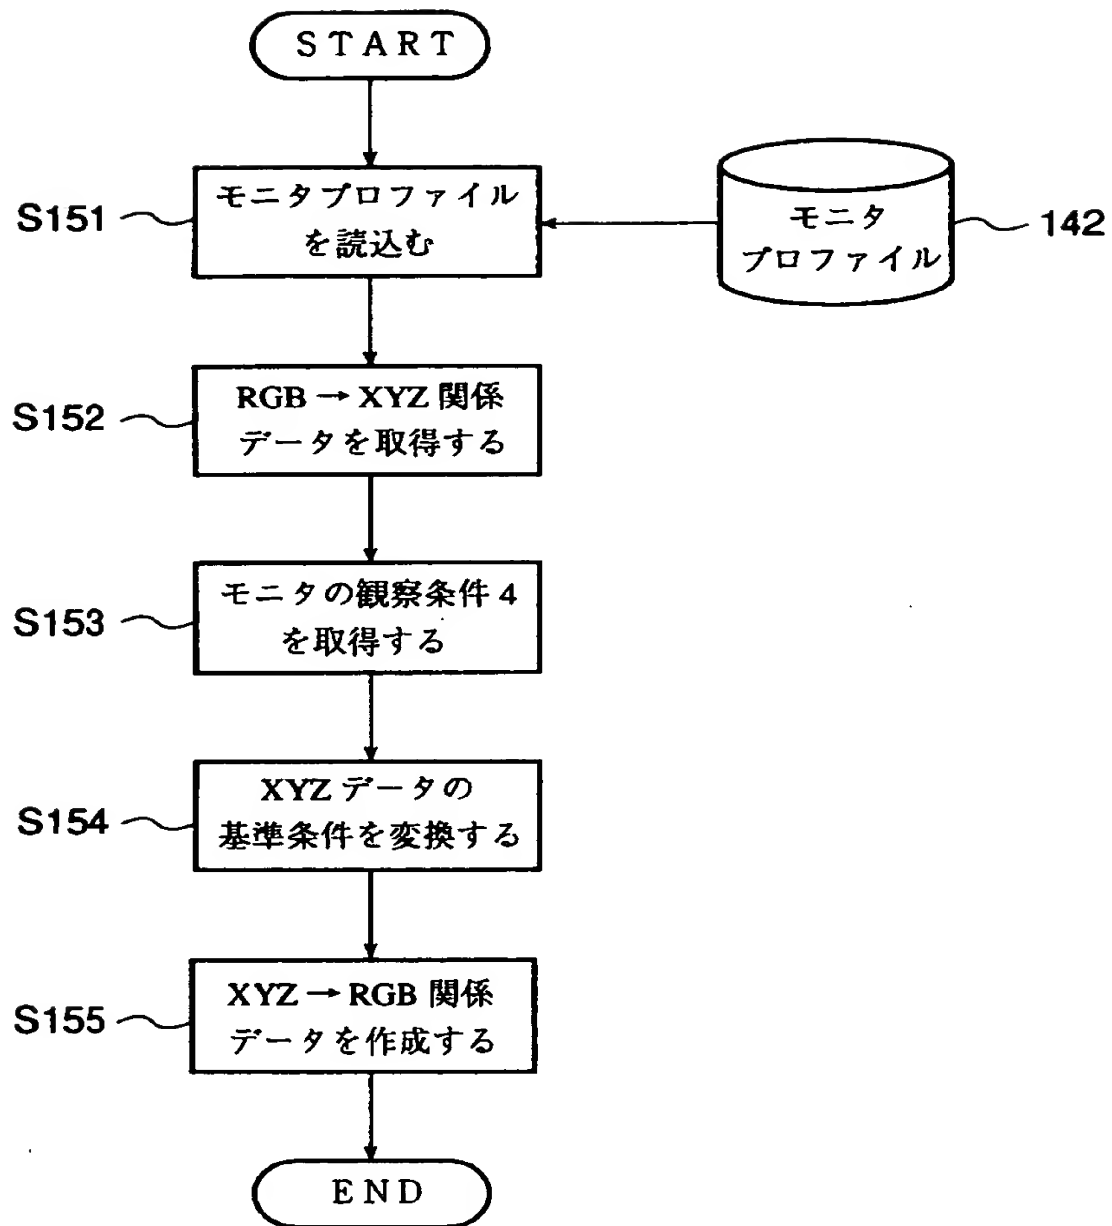 START
S151
モニタプロファイル
を読込む
モニタ
プロファイル
142
S152
RGB → XYZ 関係
データを取得する
S153
モニタの観察条件4
を取得する
S154
XYZ データの
基準条件を変換する
S155
XYZ → RGB 関係
データを作成する
END